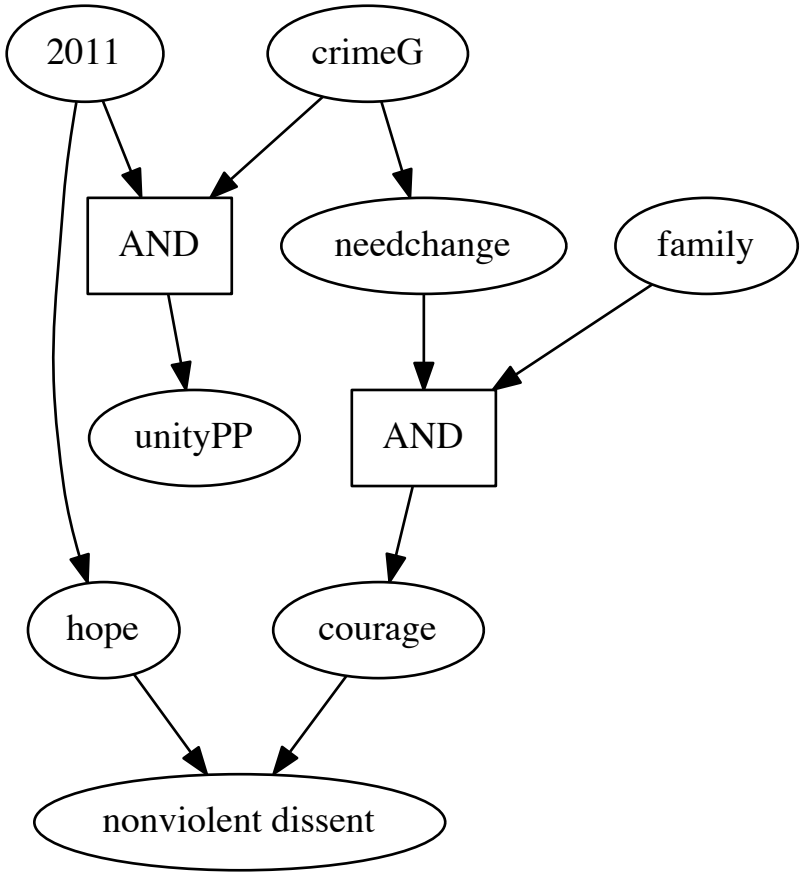 2011
crimeG
AND
needchange
family
unityPP
AND
hope
courage
nonviolent dissent